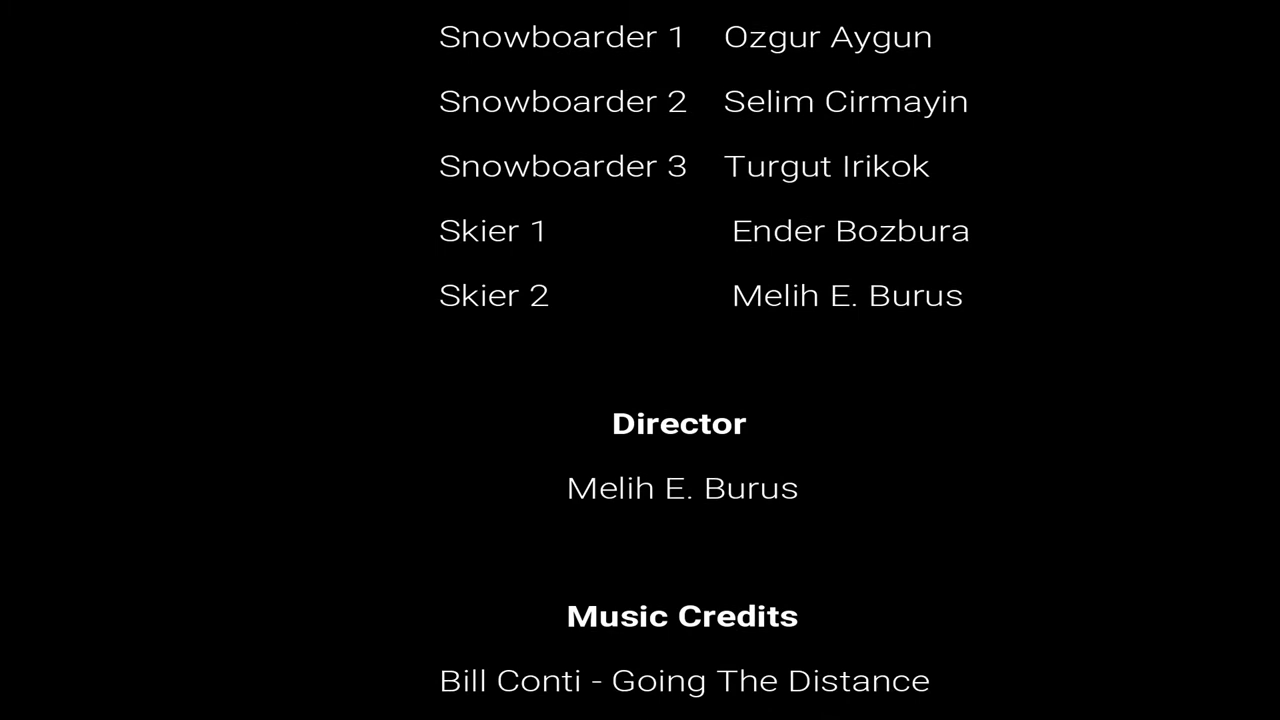 Snowboarder 1 Ozgur Aygun
Snowboarder 2 Selim Cirmayin
Snowboarder 3 Turgut Irikok
Skier 1 Ender Bozbura
Skier 2 Melih E. Burus
Director
Melih E. Burus
Music Credits
Bill Conti - Going The Distance